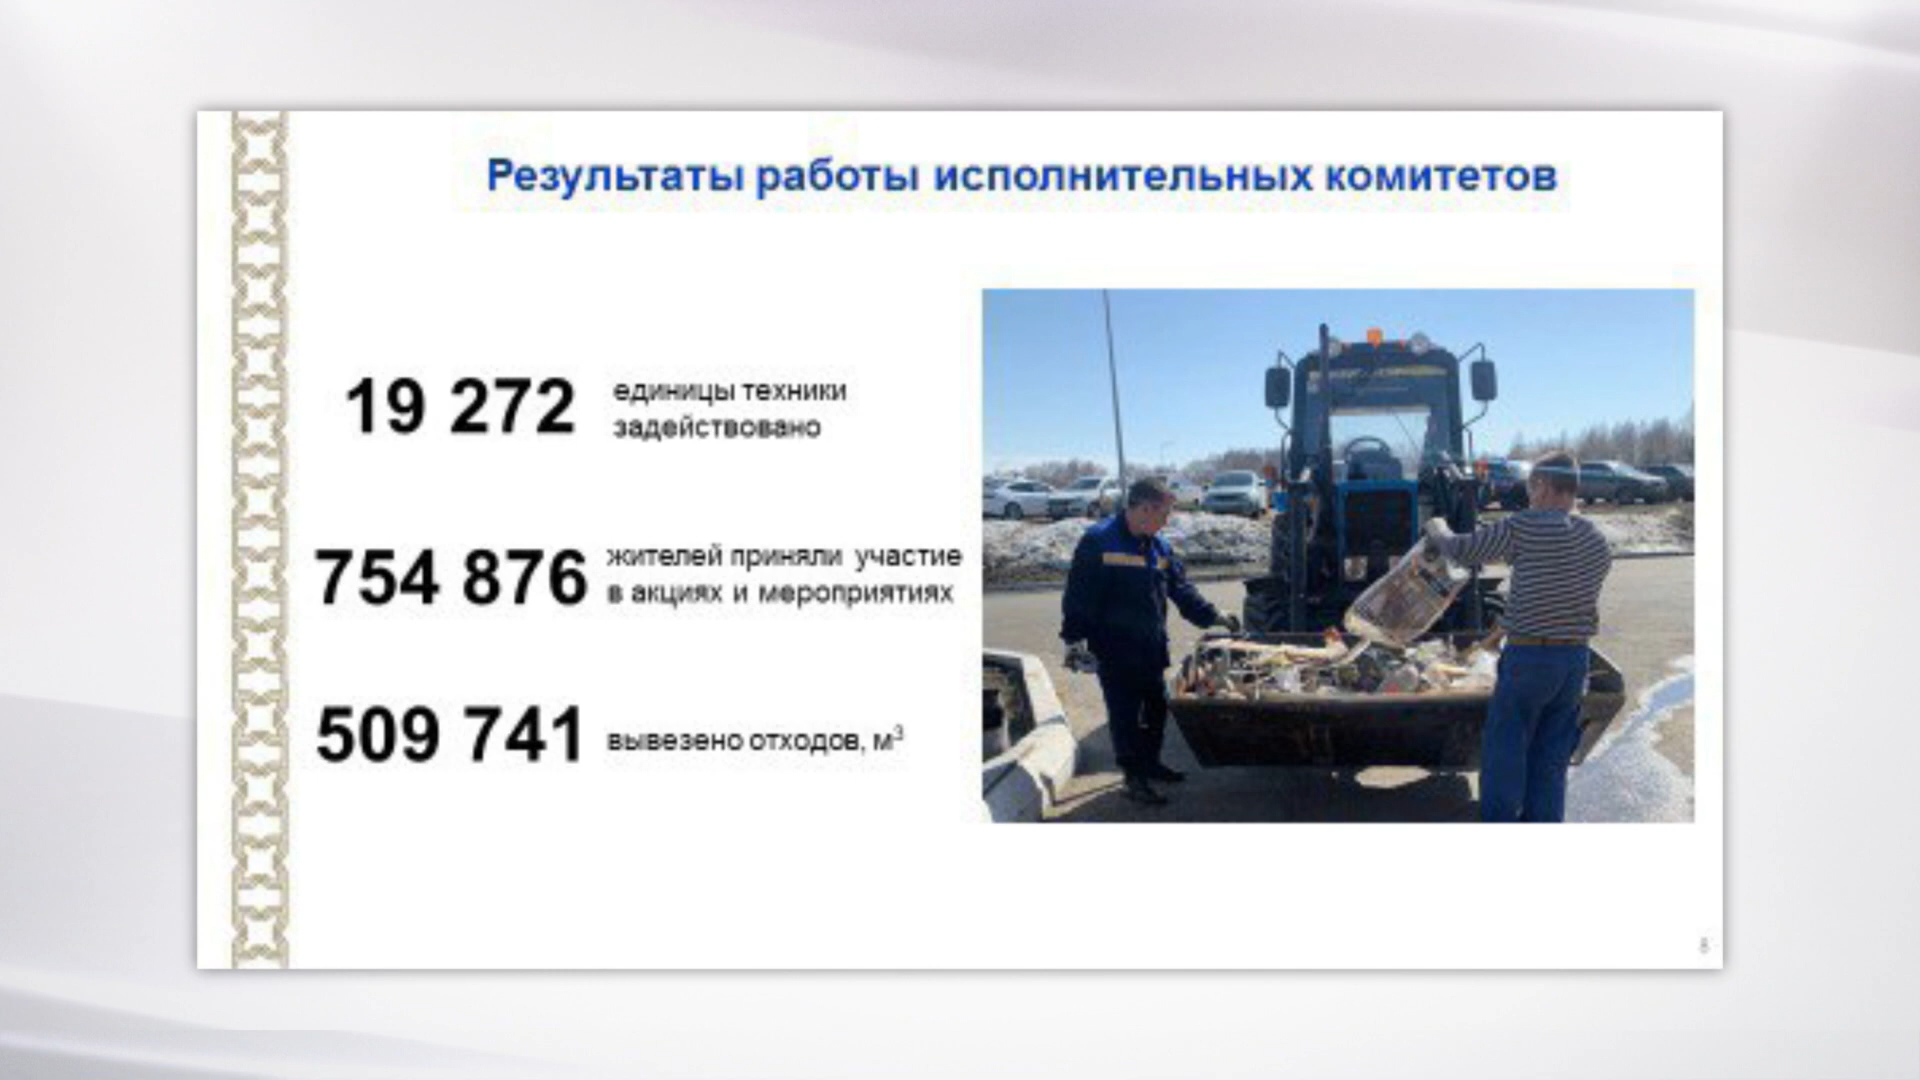 Результаты работы исполнительных комитетов
19 272
единицы техники
задействовано
754 876
жителей приняли участие
в акциях и мероприятиях
509 741
вывезено отходов, м³